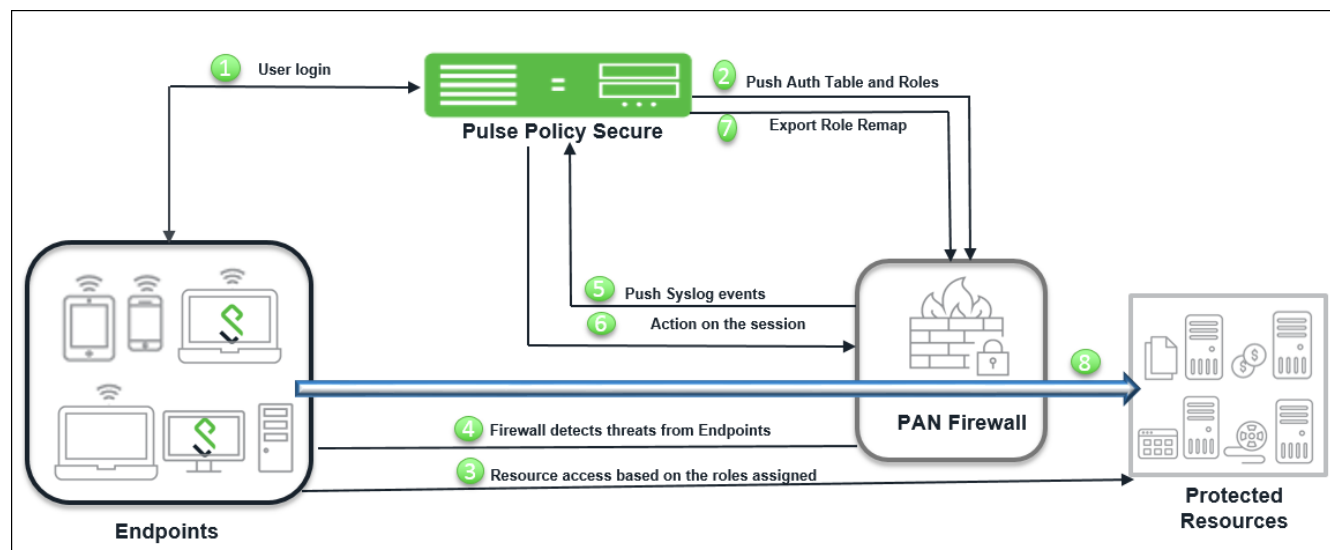 1 User login
2 Push Auth Table and Roles
7 Export Role Remap
Pulse Policy Secure
=
5 Push Syslog events
6 Action on the session
8
$
$
4 Firewall detects threats from Endpoints
PAN Firewall
3 Resource access based on the roles assigned
Endpoints
Protected
Resources